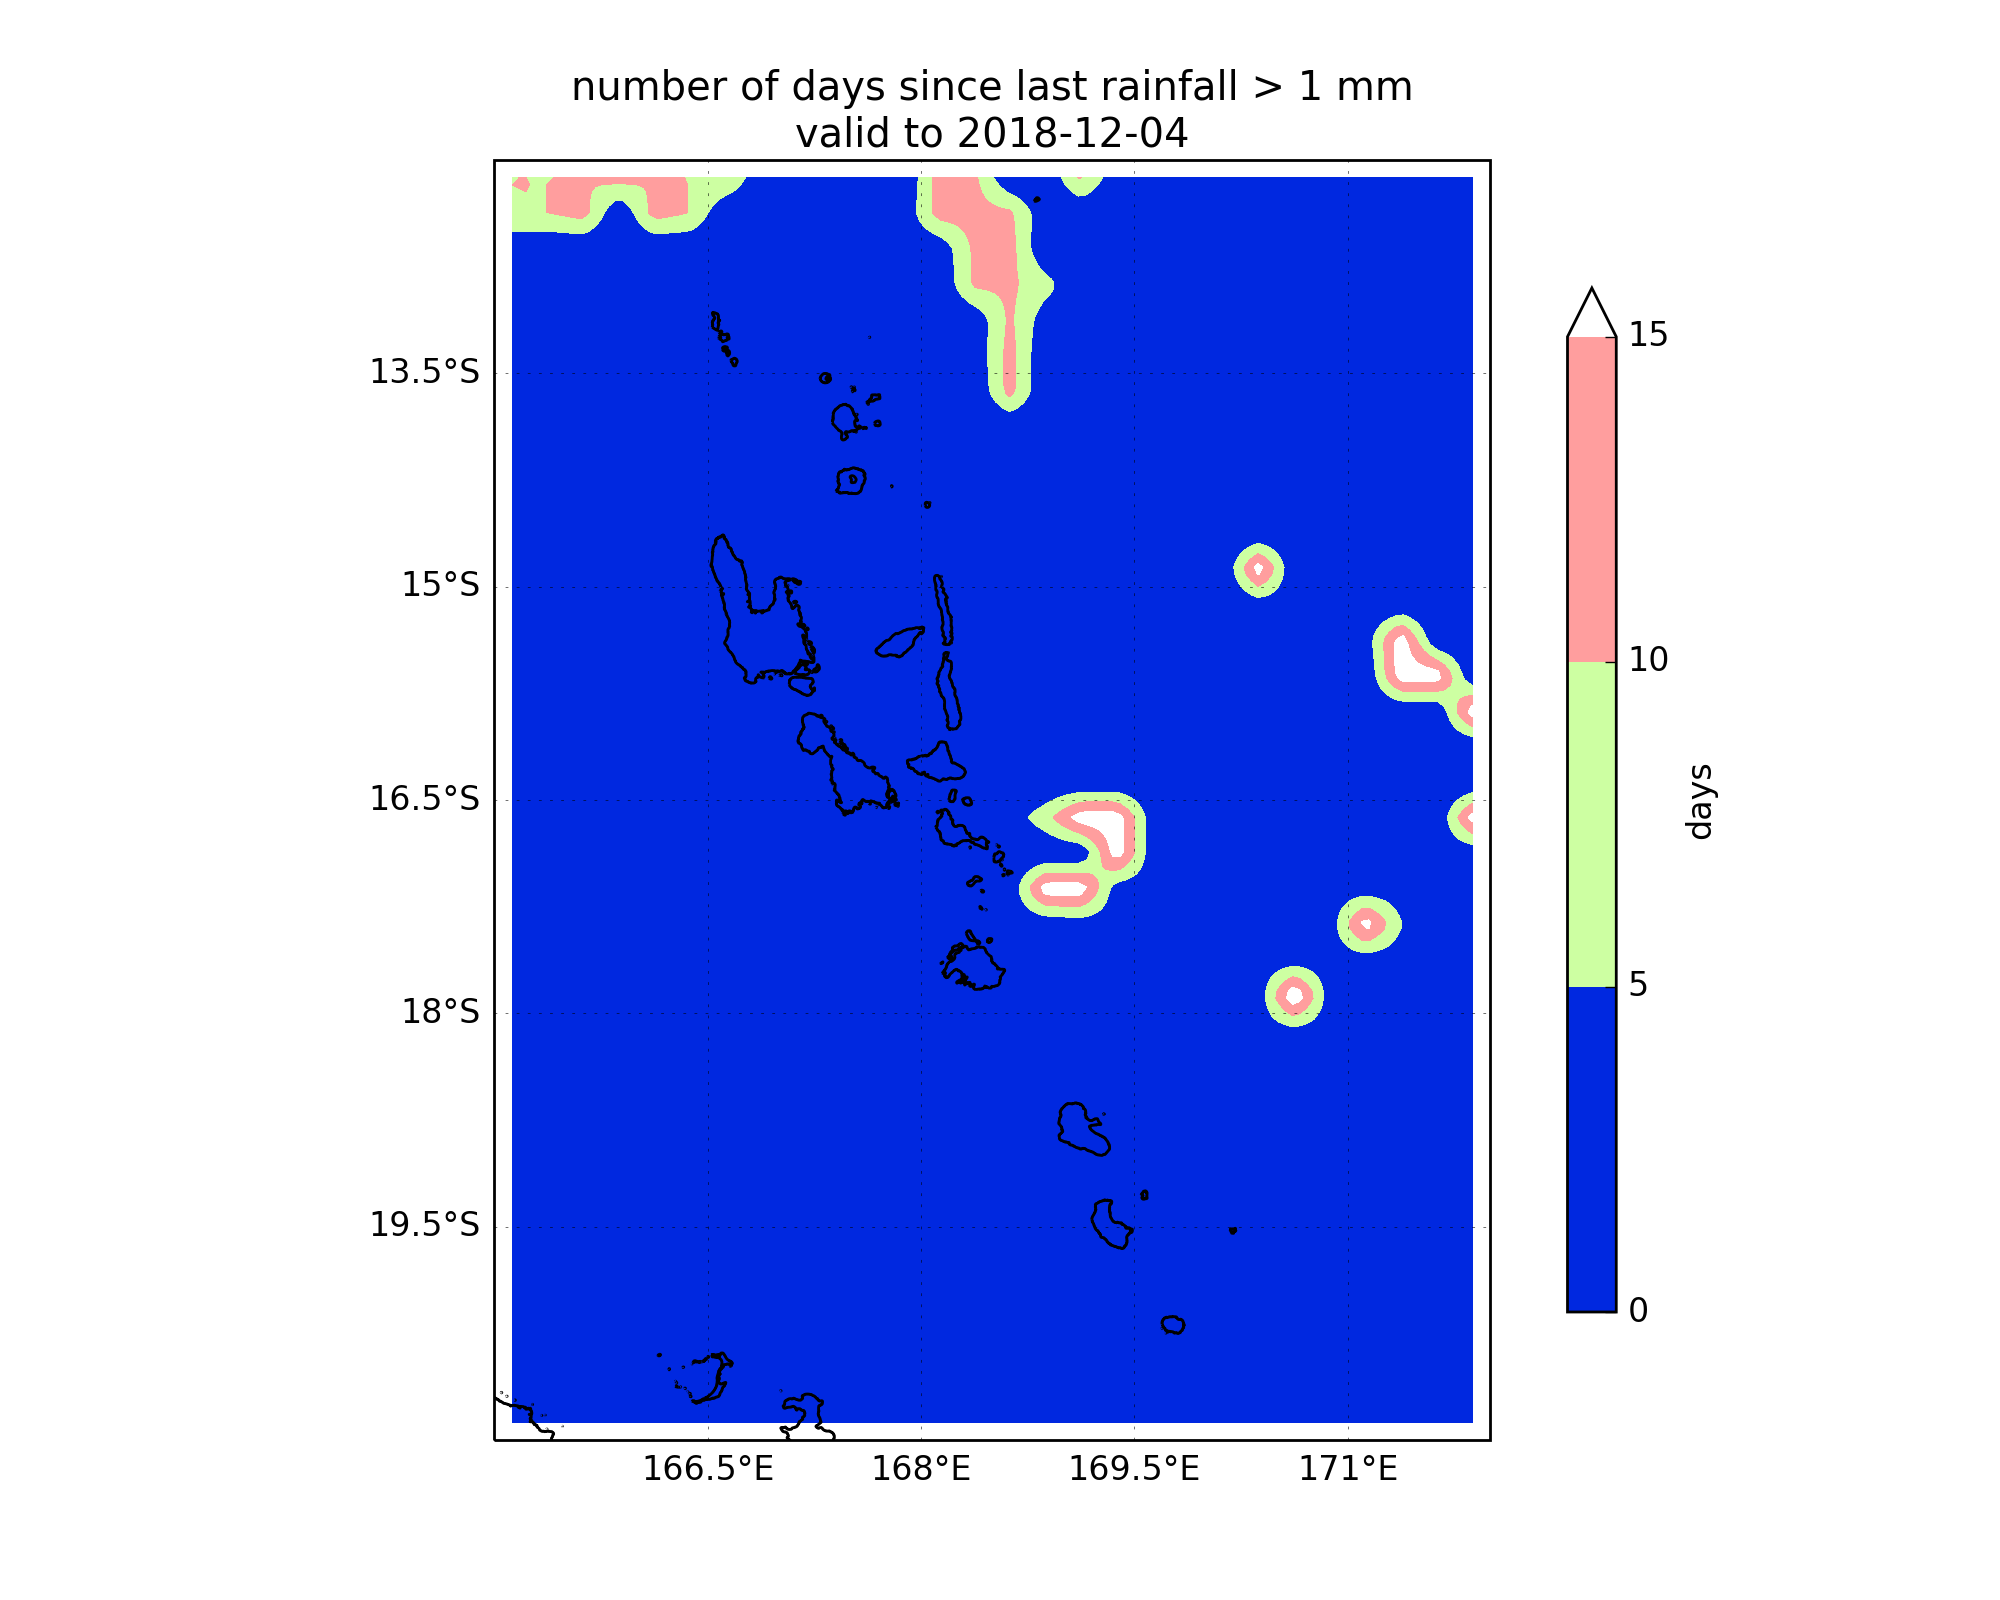 number of days since last rainfall > 1 mm
valid to 2018-12-04
13.5°S
15°S
16.5°S
18°S
19.5°S
166.5°E
168°E
169.5°E
171°E
15
10
5
0
days